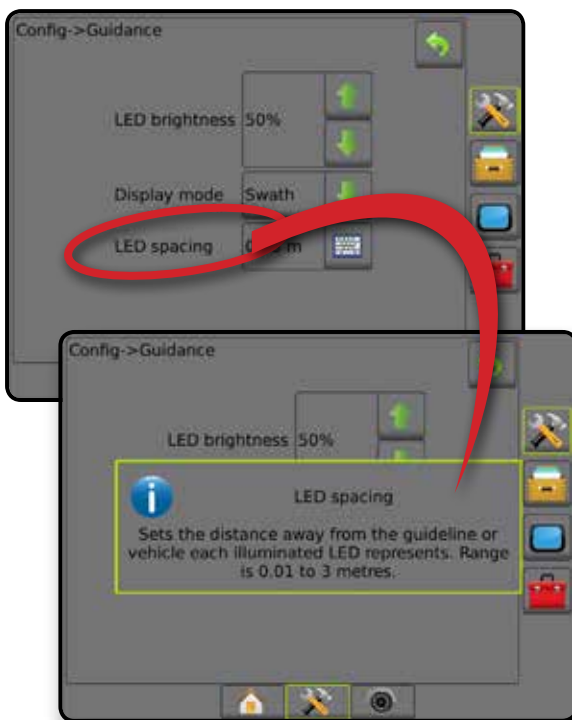 Config->Guidance
LED brightness 50%
Display mode Swath
LED spacing m
Config->Guidance
LED brightness 50%
LED spacing
Sets the distance away from the guideline or
vehicle each illuminated LED represents. Range
is 0.01 to 3 metres.